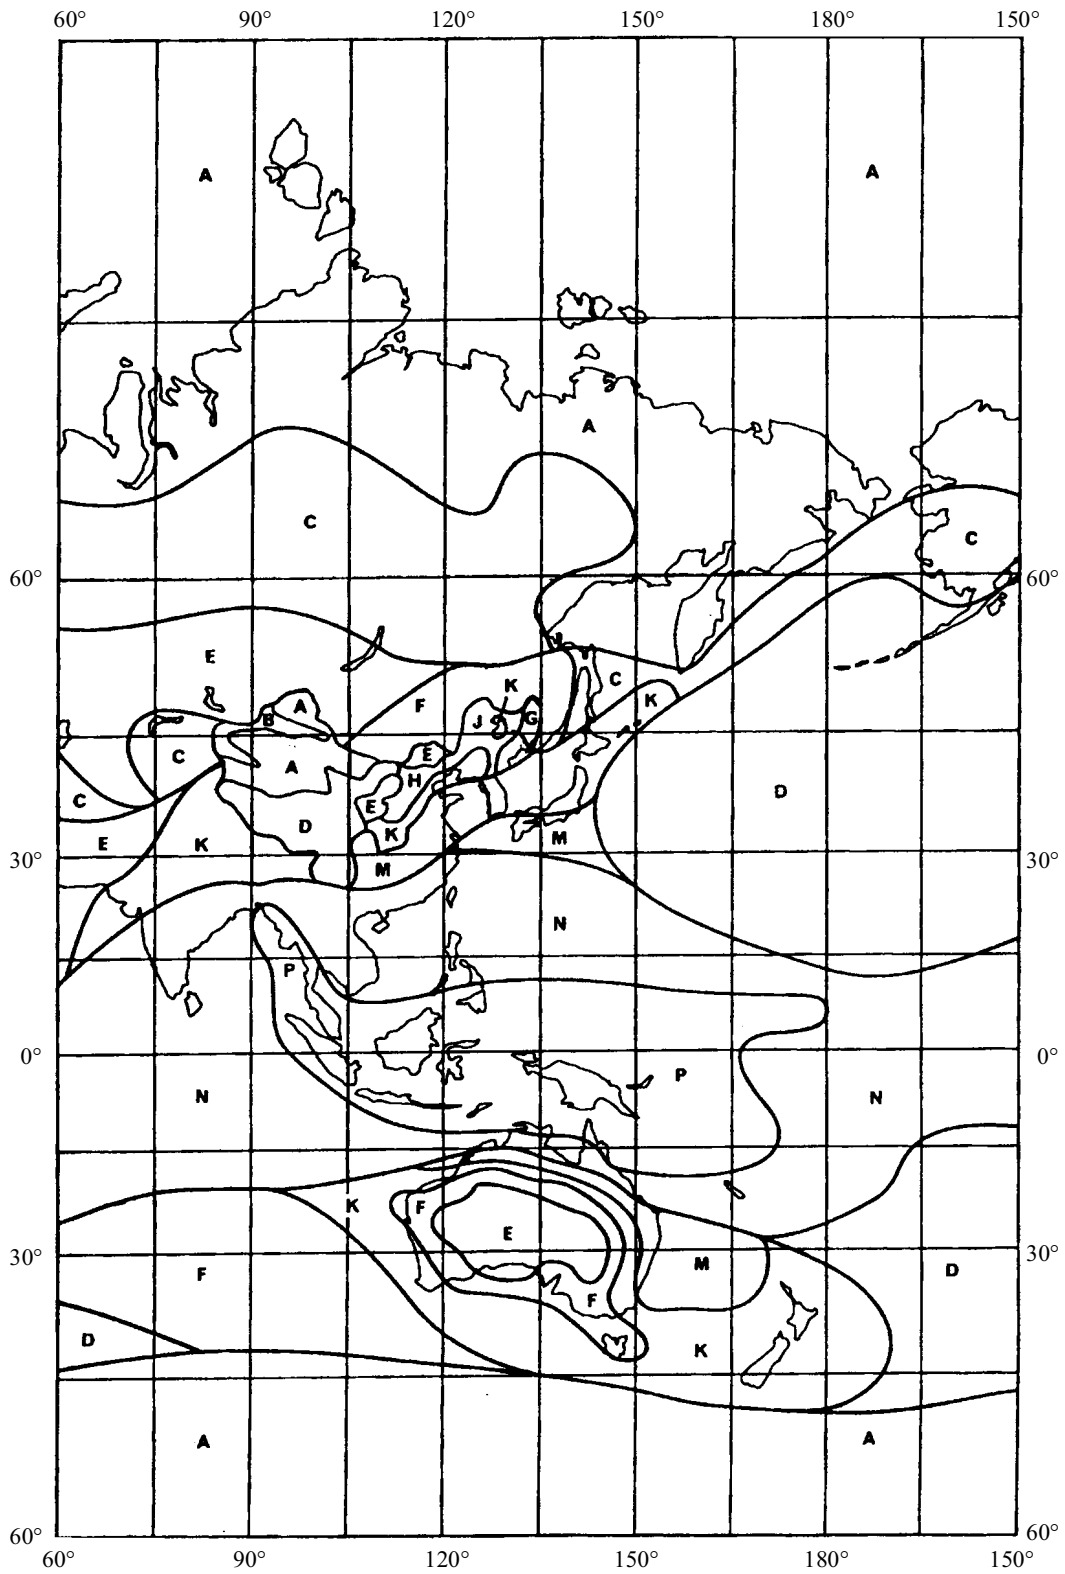 60° 90° 120° 150° 180° 150°
A A
A
C
C
60° 60°
E
C
A K
B F K
J G
E
C
A H
D
C E
D
E K K M
30° M 30°
N
P
0° 0°
P
N N
K F
E
30° 30°
M D
F
F
D K
A A
60° 60°
60° 90° 120° 150° 180° 150°